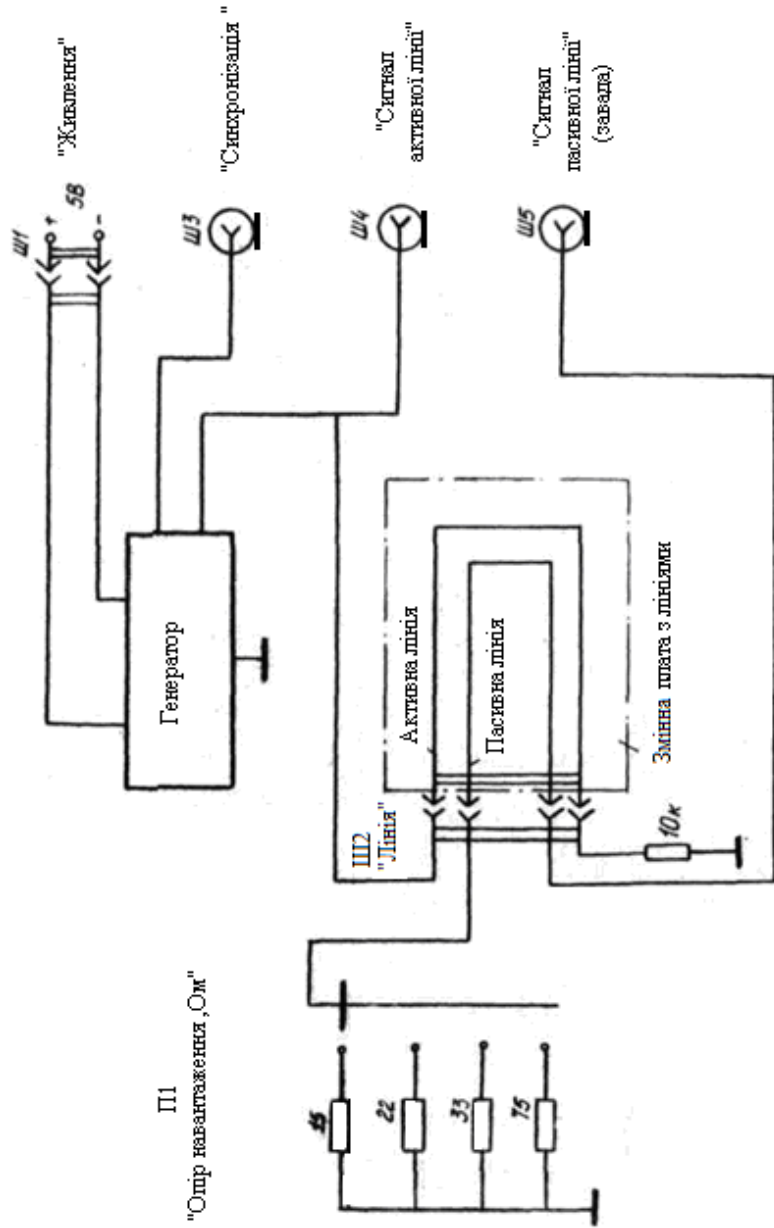 "Живлення"
Ш1
+
5В
-
"Синхронізація "
Ш3
"Сигнал
активної лінії"
Ш4
"Сигнал
пасивної лінії"
(завада)
Ш5
Генератор
Активна лінія
Пасивна лінія
Змінна плата з лініями
Ш2
"Лінія"
10к
П1
"Опір навантаження ,Ом"
15
22
33
75